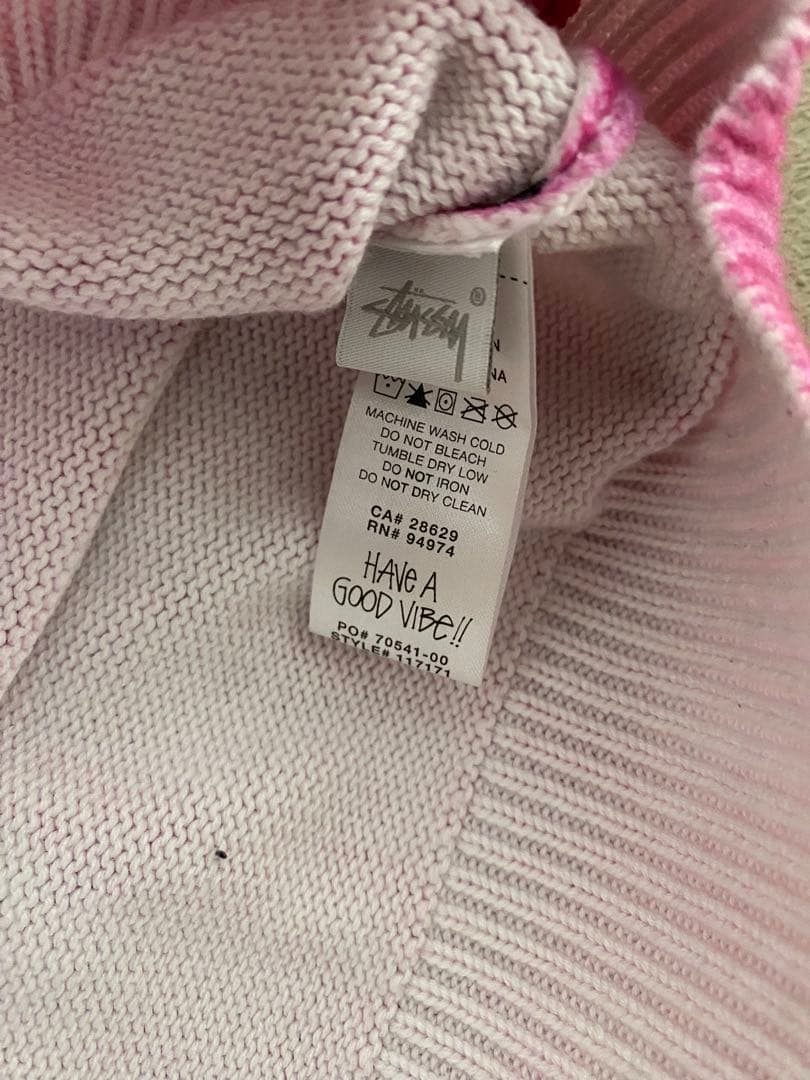 STÜSSY®
N
NA
MACHINE WASH COLD
DO NOT BLEACH
TUMBLE DRY LOW
DO NOT IRON
DO NOT DRY CLEAN
CA# 28629
RN# 94974
HAVE A
GOOD VIBE!!
PO# 70541-00
STYLE# 117171